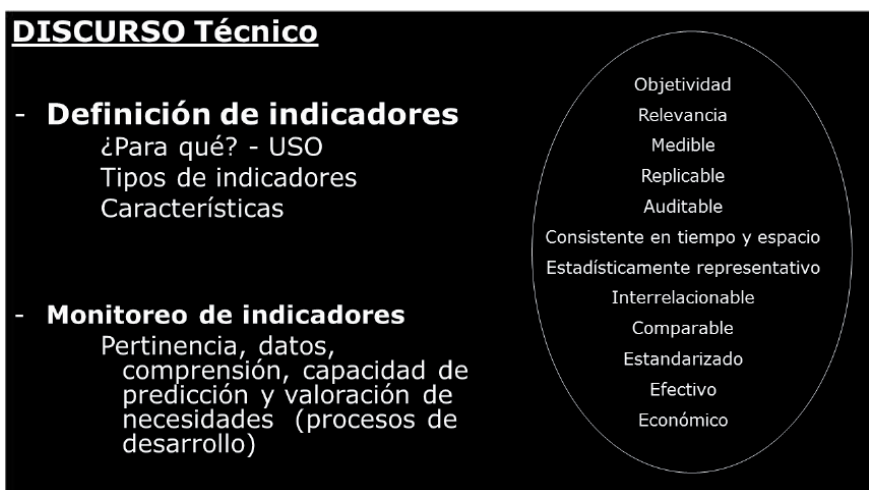 DISCURSO Técnico
- Definición de indicadores
¿Para qué? - USO
Tipos de indicadores
Características
- Monitoreo de indicadores
Pertinencia, datos,
comprensión, capacidad de
predicción y valoración de
necesidades (procesos de
desarrollo)
Objetividad
Relevancia
Medible
Replicable
Auditable
Consistente en tiempo y espacio
Estadísticamente representativo
Interrelacionable
Comparable
Estandarizado
Efectivo
Económico